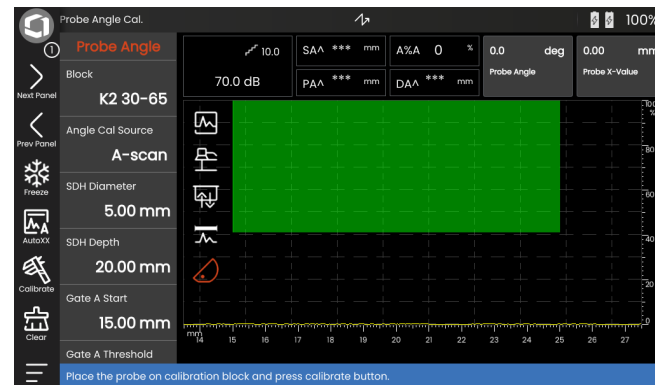 Probe Angle Cal.
100%
1
Next Panel
Prev Panel
Freeze
AutoXX
Calibrate
Clear
Probe Angle
Block
K2 30-65
Angle Cal Source
A-scan
SDH Diameter
5.00 mm
SDH Depth
20.00 mm
Gate A Start
15.00 mm
Gate A Threshold
10.0
70.0 dB
SA^ *** mm
A%A 0 %
PA^ *** mm
DA^ *** mm
0.0 deg
Probe Angle
0.00 mm
Probe X-Value
100
%
80
60
40
20
0
mm
14 15 16 17 18 19 20 21 22 23 24 25 26 27
Place the probe on calibration block and press calibrate button.